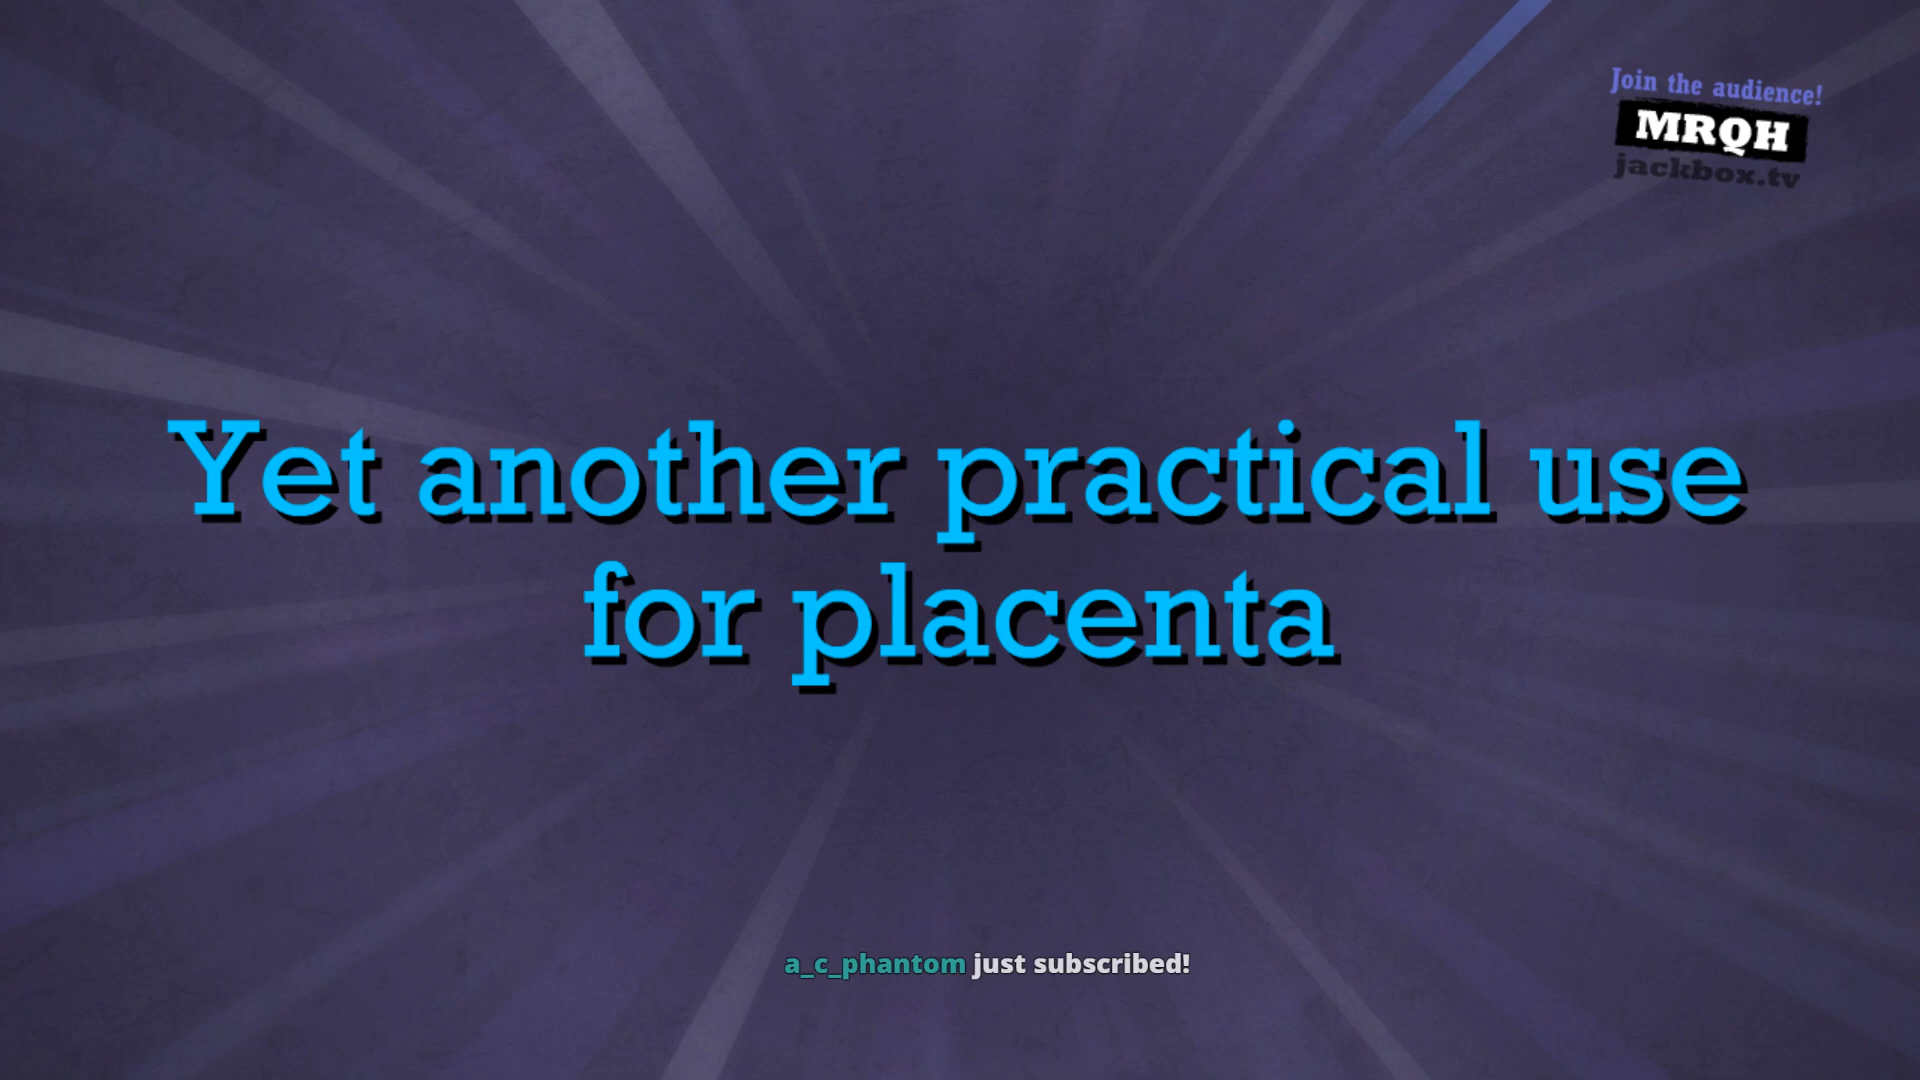 Join the audience!
MRQH
jackbox.tv
Yet another practical use
for placenta
a_c_phantom just subscribed!